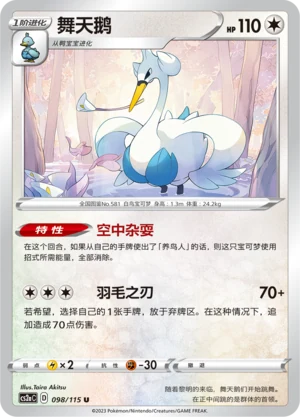 1阶进化
舞天鹅
HP 110
从鸭宝宝进化
全国图鉴No.581 白鸟宝可梦 身高：1.3m 体重：24.2kg
特性 空中杂耍
在这个回合，如果从自己的手牌使出了「养鸟人」的话，则这只宝可梦使用
招式所需能量，全部消除。
羽毛之刃 70+
若希望，选择自己的1张手牌，放于弃牌区。在这种情况下，追
加造成70点伤害。
弱点 ×2 抗性 -30 撤退
Illus.Taira Akitsu
CS3aC D 098/115 U
随着黎明的来临，舞天鹅们开始跳舞。
在正中间跳的是群体的首领。
©2023 Pokémon/Nintendo/Creatures/GAME FREAK.